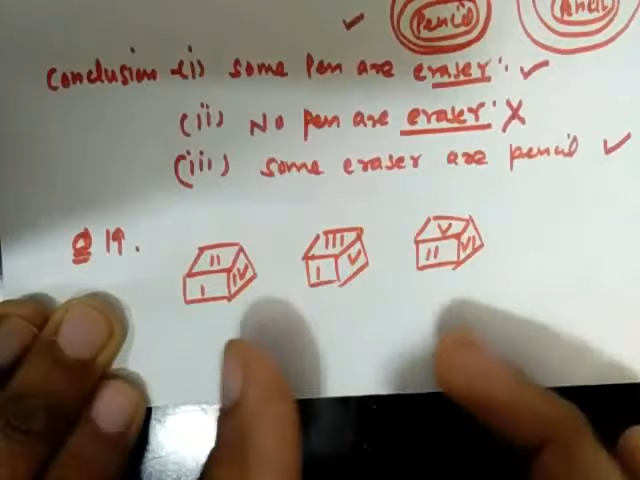 ✓ Pencil Pencil
Conclusion (i) some pen are eraser. ✓
(ii) No pen are eraser. X
(iii) some eraser are pencil ✓
Q 19.
II III V
I IV I V II VI